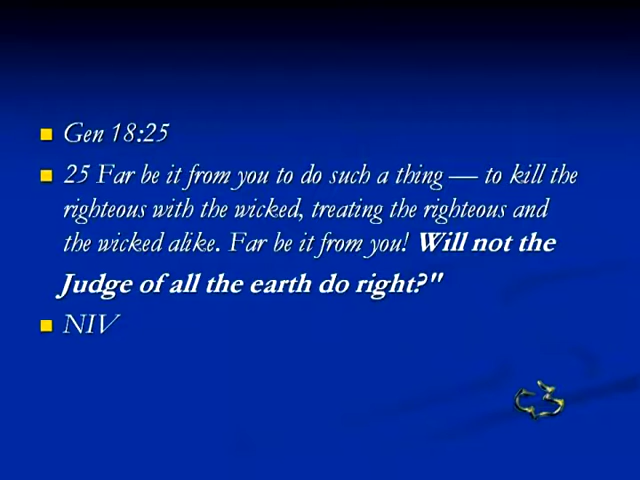 Gen 18:25
25 Far be it from you to do such a thing — to kill the
righteous with the wicked, treating the righteous and
the wicked alike. Far be it from you! Will not the
Judge of all the earth do right?"
NIV